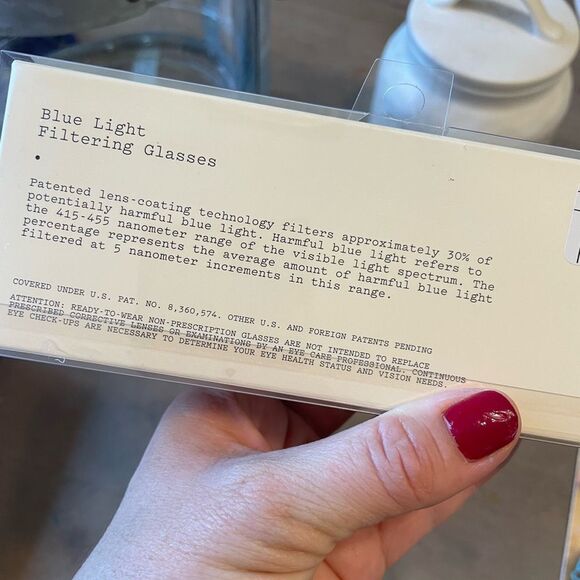 Blue Light
Filtering Glasses
•
Patented lens-coating technology filters approximately 30% of
potentially harmful blue light. Harmful blue light refers to
the 415-455 nanometer range of the visible light spectrum. The
percentage represents the average amount of harmful blue light
filtered at 5 nanometer increments in this range.
COVERED UNDER U.S. PAT. NO. 8,360,574. OTHER U.S. AND FOREIGN PATENTS PENDING
ATTENTION: READY-TO-WEAR NON-PRESCRIPTION GLASSES ARE NOT INTENDED TO REPLACE
PRESCRIBED CORRECTIVE LENSES OR EXAMINATIONS BY AN EYE CARE PROFESSIONAL. CONTINUOUS
EYE CHECK-UPS ARE NECESSARY TO DETERMINE YOUR EYE HEALTH STATUS AND VISION NEEDS.